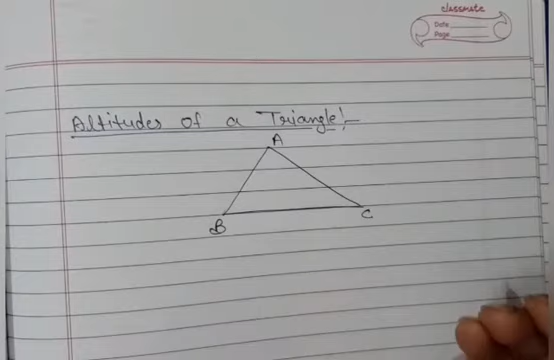 classmate
Date
Page
Altitudes of a Triangle!-
A
B
C